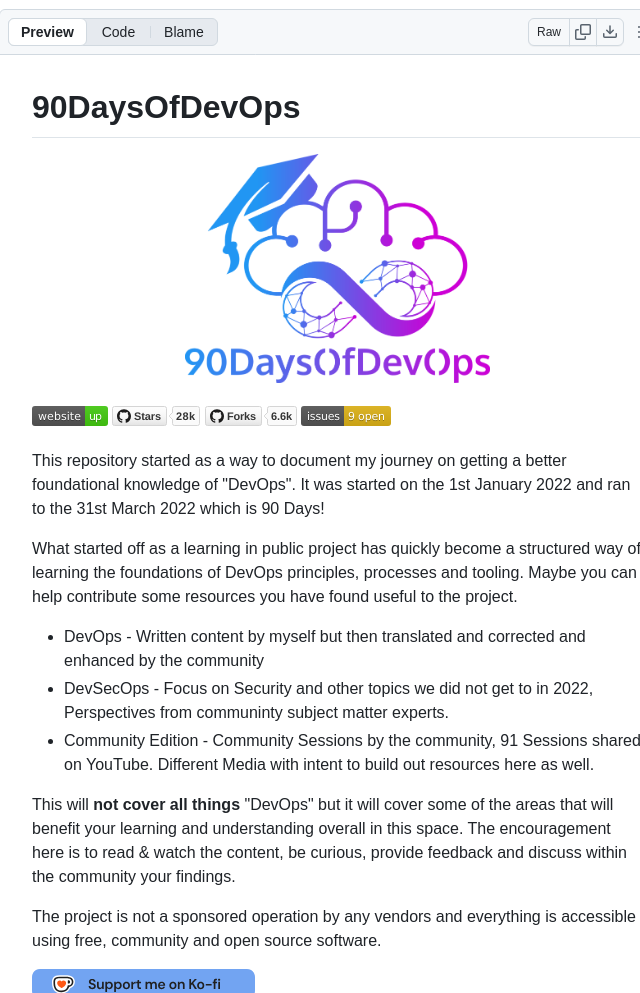 Preview Code Blame Raw
90DaysOfDevOps
90DaysOfDevOps
website up Stars 28k Forks 6.6k issues 9 open
This repository started as a way to document my journey on getting a better
foundational knowledge of "DevOps". It was started on the 1st January 2022 and ran
to the 31st March 2022 which is 90 Days!
What started off as a learning in public project has quickly become a structured way of
learning the foundations of DevOps principles, processes and tooling. Maybe you can
help contribute some resources you have found useful to the project.
DevOps - Written content by myself but then translated and corrected and
enhanced by the community
DevSecOps - Focus on Security and other topics we did not get to in 2022,
Perspectives from communinty subject matter experts.
Community Edition - Community Sessions by the community, 91 Sessions shared
on YouTube. Different Media with intent to build out resources here as well.
This will not cover all things "DevOps" but it will cover some of the areas that will
benefit your learning and understanding overall in this space. The encouragement
here is to read & watch the content, be curious, provide feedback and discuss within
the community your findings.
The project is not a sponsored operation by any vendors and everything is accessible
using free, community and open source software.
Support me on Ko-fi